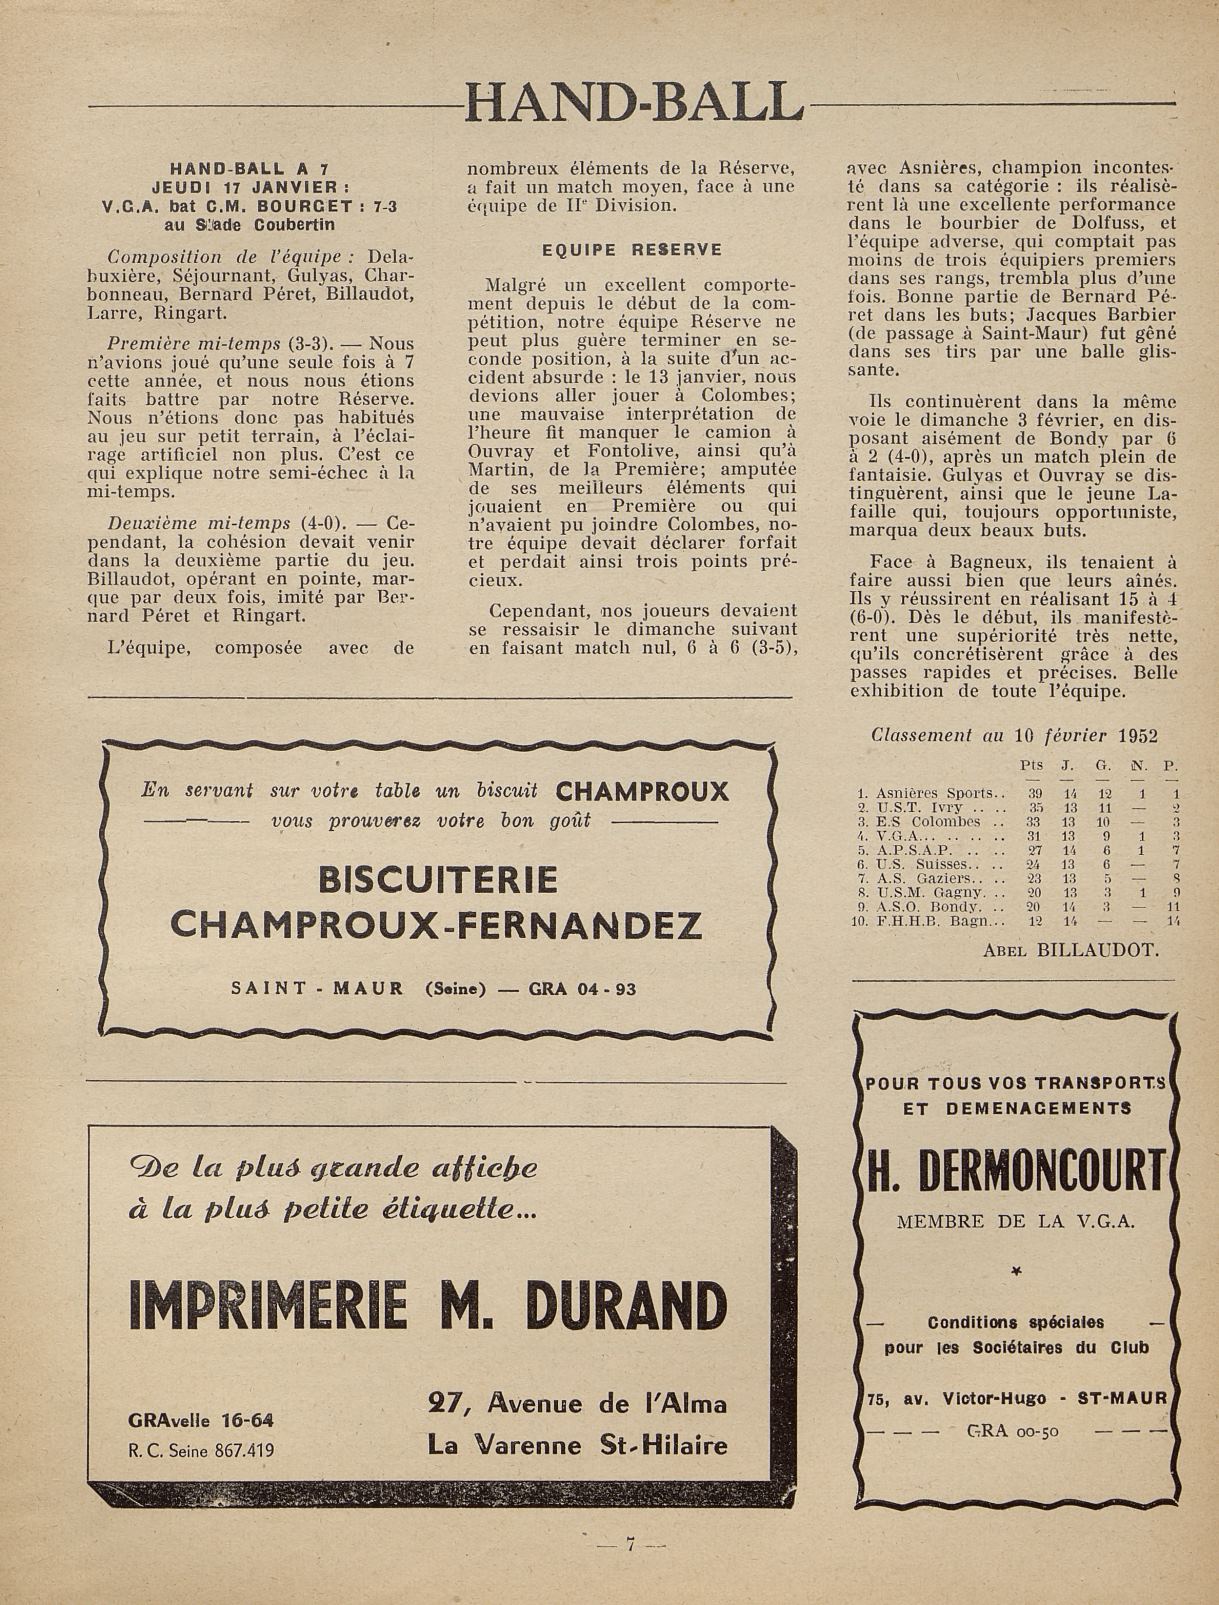 HAND-BALL
HAND-BALL A 7
JEUDI 17 JANVIER :
V.G.A. bat C.M. BOURGET : 7-3
au Stade Coubertin
Composition de l'équipe : Dela-
buxière, Séjournant, Gulyas, Char-
bonneau, Bernard Péret, Billaudot,
Larre, Ringart.
Première mi-temps (3-3). — Nous
n'avions joué qu'une seule fois à 7
cette année, et nous nous étions
faits battre par notre Réserve.
Nous n'étions donc pas habitués
au jeu sur petit terrain, à l'éclai-
rage artificiel non plus. C'est ce
qui explique notre semi-échec à la
mi-temps.
Deuxième mi-temps (4-0). — Ce-
pendant, la cohésion devait venir
dans la deuxième partie du jeu.
Billaudot, opérant en pointe, mar-
que par deux fois, imité par Ber-
nard Péret et Ringart.
L'équipe, composée avec de
nombreux éléments de la Réserve,
a fait un match moyen, face à une
équipe de IIe Division.
EQUIPE RESERVE
Malgré un excellent comporte-
ment depuis le début de la com-
pétition, notre équipe Réserve ne
peut plus guère terminer en se-
conde position, à la suite d'un ac-
cident absurde : le 13 janvier, nous
devions aller jouer à Colombes;
une mauvaise interprétation de
l'heure fit manquer le camion à
Ouvray et Fontolive, ainsi qu'à
Martin, de la Première; amputée
de ses meilleurs éléments qui
jouaient en Première ou qui
n'avaient pu joindre Colombes, no-
tre équipe devait déclarer forfait
et perdait ainsi trois points pré-
cieux.
Cependant, nos joueurs devaient
se ressaisir le dimanche suivant
en faisant match nul, 6 à 6 (3-5),
avec Asnières, champion incontes-
té dans sa catégorie : ils réalisè-
rent là une excellente performance
dans le bourbier de Dolfuss, et
l'équipe adverse, qui comptait pas
moins de trois équipiers premiers
dans ses rangs, trembla plus d'une
fois. Bonne partie de Bernard Pé-
ret dans les buts; Jacques Barbier
(de passage à Saint-Maur) fut gêné
dans ses tirs par une balle glis-
sante.
Ils continuèrent dans la même
voie le dimanche 3 février, en dis-
posant aisément de Bondy par 6
à 2 (4-0), après un match plein de
fantaisie. Gulyas et Ouvray se dis-
tinguèrent, ainsi que le jeune La-
faille qui, toujours opportuniste,
marqua deux beaux buts.
Face à Bagneux, ils tenaient à
faire aussi bien que leurs aînés.
Ils y réussirent en réalisant 15 à 4
(6-0). Dès le début, ils manifestè-
rent une supériorité très nette,
qu'ils concrétisèrent grâce à des
passes rapides et précises. Belle
exhibition de toute l'équipe.
Classement au 10 février 1952
Pts J. G. N. P.
1. Asnières Sports.. 39 14 12 1 1
2. U.S.T. Ivry .. .. 35 13 11 — 2
3. E.S Colombes .. 33 13 10 — 3
4. V.G.A... .. .. .. 31 13 9 1 3
5. A.P.S.A.P. .. .. 27 14 6 1 7
6. U.S. Suisses.. .. 24 13 6 — 7
7. A.S. Gaziers.. .. 23 13 5 — 8
8. U.S.M. Gagny. .. 20 13 3 1 9
9. A.S.O. Bondy. .. 20 14 3 — 11
10. F.H.H.B. Bagn... 12 14 — — 14
ABEL BILLAUDOT.
En servant sur votre table un biscuit CHAMPROUX
vous prouverez votre bon goût
BISCUITERIE
CHAMPROUX-FERNANDEZ
SAINT - MAUR (Seine) — GRA 04-93
De la plus grande affiche
à la plus petite étiquette...
IMPRIMERIE M. DURAND
GRAvelle 16-64
R. C. Seine 867.419
27, Avenue de l'Alma
La Varenne St-Hilaire
POUR TOUS VOS TRANSPORTS
ET DEMENAGEMENTS
H. DERMONCOURT
MEMBRE DE LA V.G.A.
— Conditions spéciales —
pour les Sociétaires du Club
75, av. Victor-Hugo - ST-MAUR
— — — GRA 00-50 — — —
— 7 —